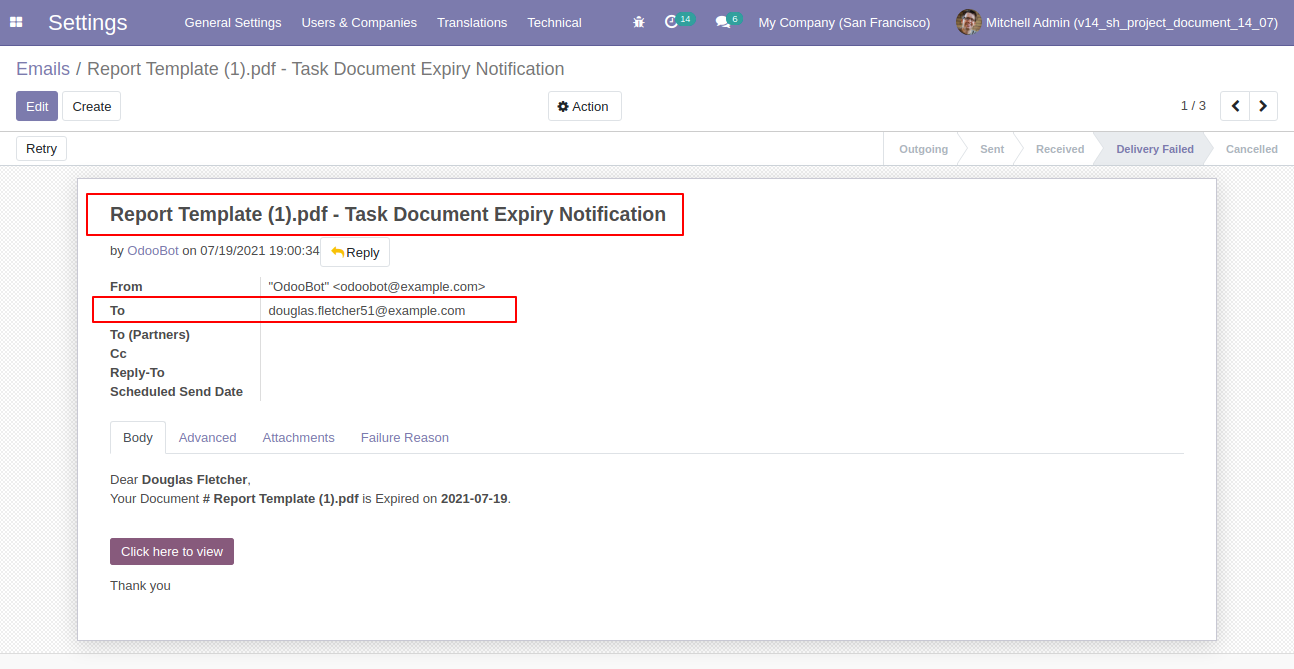 Settings General Settings Users & Companies Translations Technical 14 6 My Company (San Francisco) Mitchell Admin (v14_sh_project_document_14_07)
Emails / Report Template (1).pdf - Task Document Expiry Notification
Edit Create Action 1 / 3
Retry Outgoing Sent Received Delivery Failed Cancelled
Report Template (1).pdf - Task Document Expiry Notification
by OdooBot on 07/19/2021 19:00:34 Reply
From "OdooBot" <odoobot@example.com>
To douglas.fletcher51@example.com
To (Partners)
Cc
Reply-To
Scheduled Send Date
Body Advanced Attachments Failure Reason
Dear Douglas Fletcher,
Your Document # Report Template (1).pdf is Expired on 2021-07-19.
Click here to view
Thank you